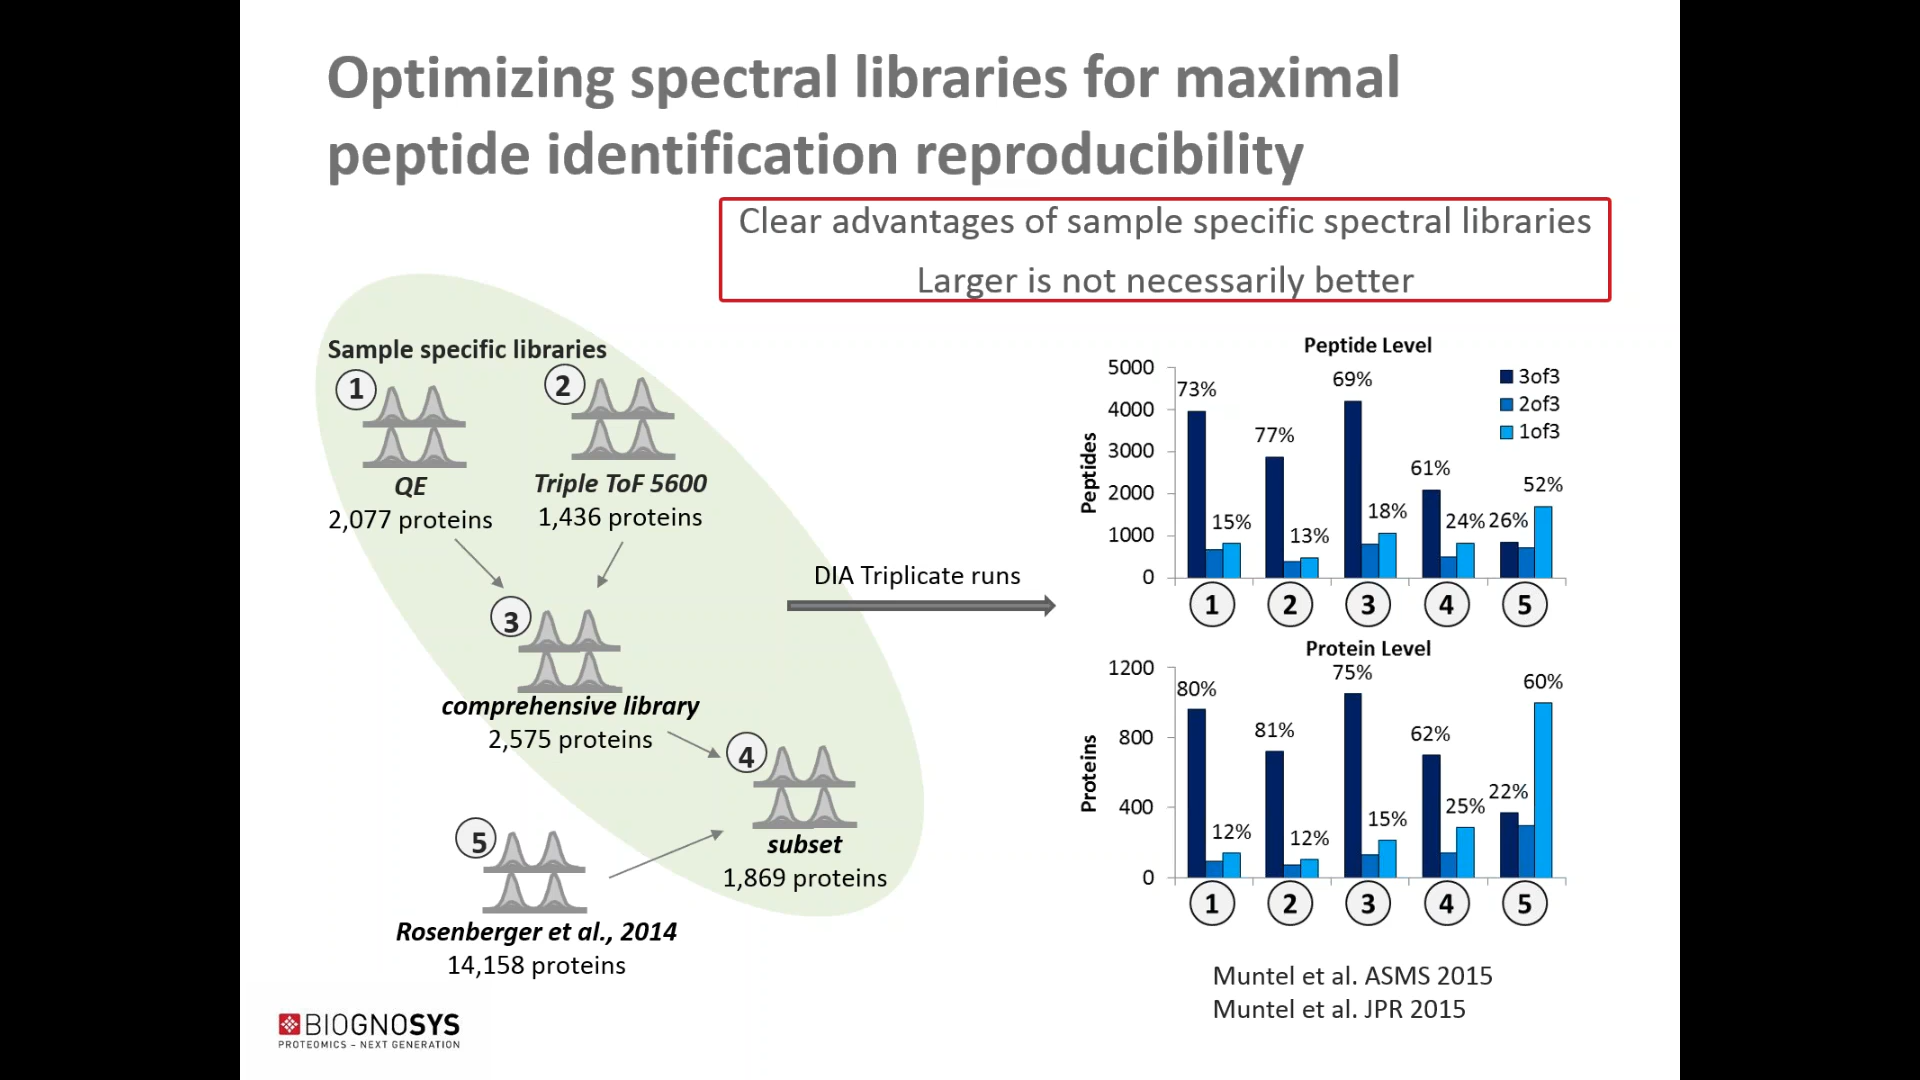 Optimizing spectral libraries for maximal
peptide identification reproducibility
Clear advantages of sample specific spectral libraries
Larger is not necessarily better
Sample specific libraries
1
2
QE
2,077 proteins
Triple ToF 5600
1,436 proteins
3
comprehensive library
2,575 proteins
4
subset
1,869 proteins
5
Rosenberger et al., 2014
14,158 proteins
DIA Triplicate runs
Peptide Level
Peptides
5000
4000
3000
2000
1000
0
73%
15%
77%
13%
69%
18%
61%
24%
26%
52%
3of3
2of3
1of3
1
2
3
4
5
Protein Level
Proteins
1200
800
400
0
80%
12%
81%
12%
75%
15%
62%
25%
22%
60%
1
2
3
4
5
Muntel et al. ASMS 2015
Muntel et al. JPR 2015
BIOGNOSYS
PROTEOMICS – NEXT GENERATION